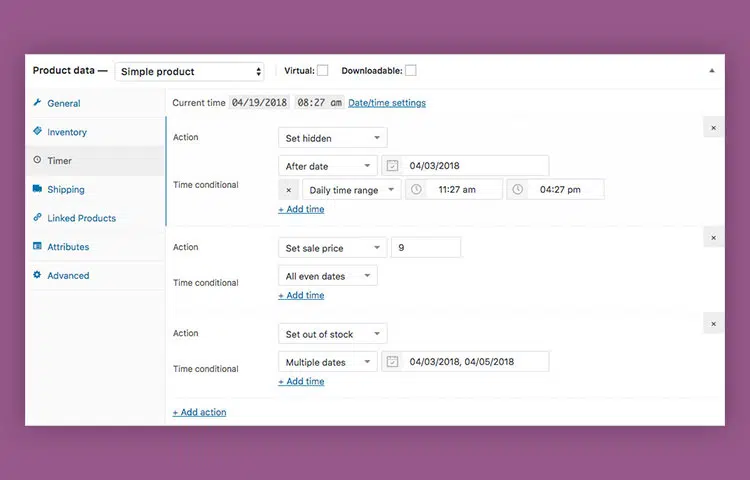 Product data — Simple product Virtual: Downloadable:
General
Inventory
Timer
Shipping
Linked Products
Attributes
Advanced
Current time 04/19/2018 08:27 am Date/time settings
Action Set hidden
After date 04/03/2018
Time conditional
× Daily time range 11:27 am 04:27 pm
+ Add time
Action Set sale price 9
Time conditional All even dates
+ Add time
Action Set out of stock
Time conditional Multiple dates 04/03/2018, 04/05/2018
+ Add time
+ Add action